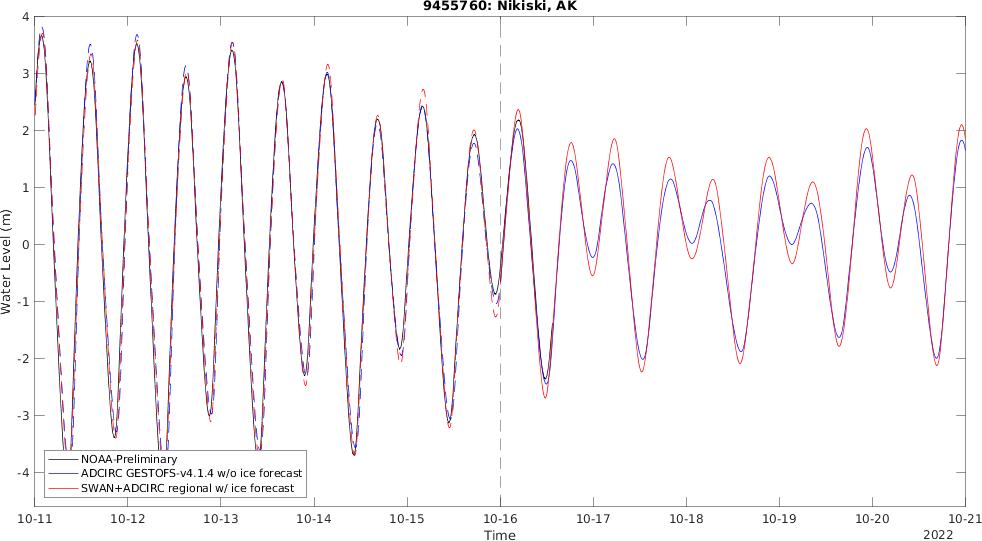 9455760: Nikiski, AK
Water Level (m)
4
3
2
1
0
-1
-2
-3
-4
NOAA-Preliminary
ADCIRC GESTOFS-v4.1.4 w/o ice forecast
SWAN+ADCIRC regional w/ ice forecast
10-11 10-12 10-13 10-14 10-15 10-16 10-17 10-18 10-19 10-20 10-21
Time
2022